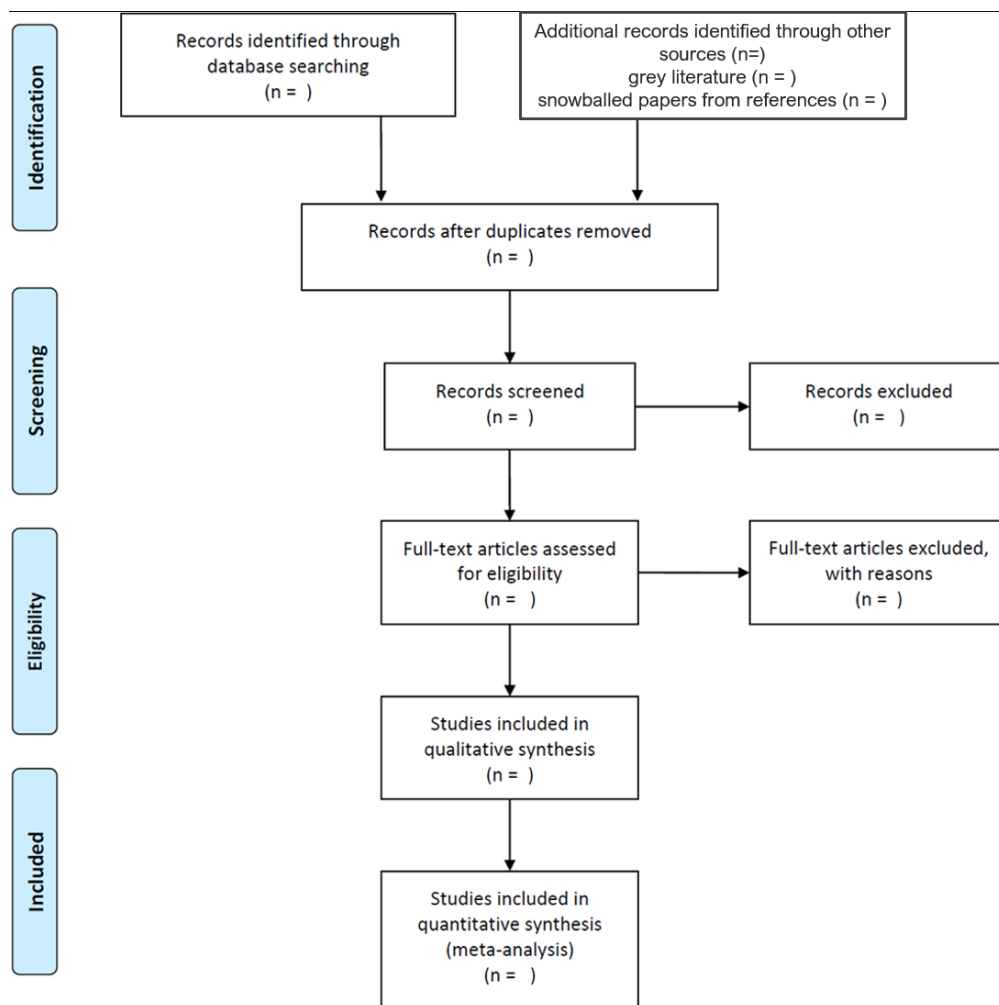 Identification
Records identified through
database searching
(n =  )
Additional records identified through other
sources (n=)
grey literature (n = )
snowballed papers from references (n = )
Records after duplicates removed
(n =  )
Screening
Records screened
(n =  )
Records excluded
(n =  )
Eligibility
Full-text articles assessed
for eligibility
(n =  )
Full-text articles excluded,
with reasons
(n =  )
Studies included in
qualitative synthesis
(n =  )
Included
Studies included in
quantitative synthesis
(meta-analysis)
(n =  )